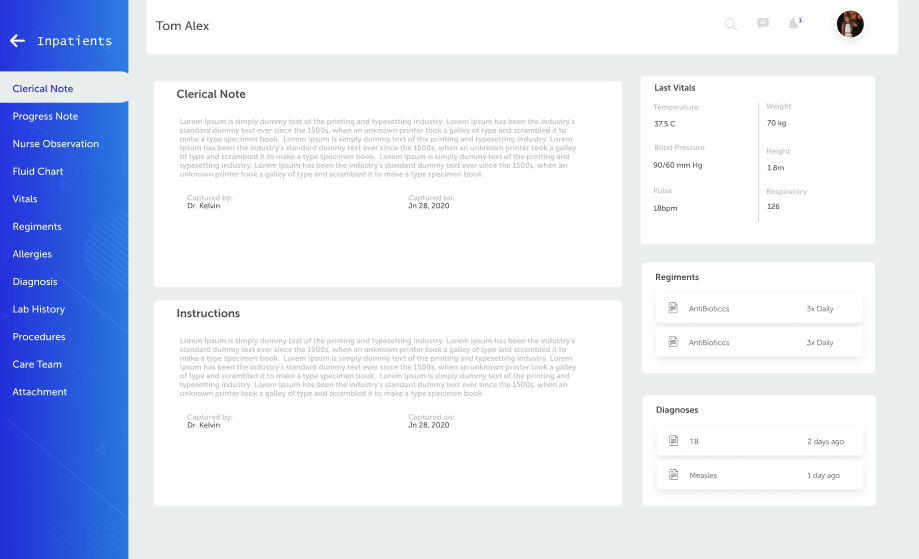 Inpatients
Clerical Note
Progress Note
Nurse Observation
Fluid Chart
Vitals
Regiments
Allergies
Diagnosis
Lab History
Procedures
Care Team
Attachment
Tom Alex
3
Clerical Note
Lorem Ipsum is simply dummy text of the printing and typesetting industry. Lorem Ipsum has been the industry's
standard dummy text ever since the 1500s, when an unknown printer took a galley of type and scrambled it to
make a type specimen book.  Lorem Ipsum is simply dummy text of the printing and typesetting industry. Lorem
Ipsum has been the industry's standard dummy text ever since the 1500s, when an unknown printer took a galley
of type and scrambled it to make a type specimen book.  Lorem Ipsum is simply dummy text of the printing and
typesetting industry. Lorem Ipsum has been the industry's standard dummy text ever since the 1500s, when an
unknown printer took a galley of type and scrambled it to make a type specimen book.
Captured by:
Dr. Kelvin
Captured on:
Jn 28, 2020
Instructions
Lorem Ipsum is simply dummy text of the printing and typesetting industry. Lorem Ipsum has been the industry's
standard dummy text ever since the 1500s, when an unknown printer took a galley of type and scrambled it to
make a type specimen book.  Lorem Ipsum is simply dummy text of the printing and typesetting industry. Lorem
Ipsum has been the industry's standard dummy text ever since the 1500s, when an unknown printer took a galley
of type and scrambled it to make a type specimen book.  Lorem Ipsum is simply dummy text of the printing and
typesetting industry. Lorem Ipsum has been the industry's standard dummy text ever since the 1500s, when an
unknown printer took a galley of type and scrambled it to make a type specimen book.
Captured by:
Dr. Kelvin
Captured on:
Jn 28, 2020
Last Vitals
Temperature
37.5 C
Bllod Pressure
90/60 mm Hg
Pulse
18bpm
Weight
70 kg
Height
1.8m
Respiratory
126
Regiments
AntiBioticcs 3x Daily
AntiBioticcs 3x Daily
Diagnoses
TB 2 days ago
Measles 1 day ago